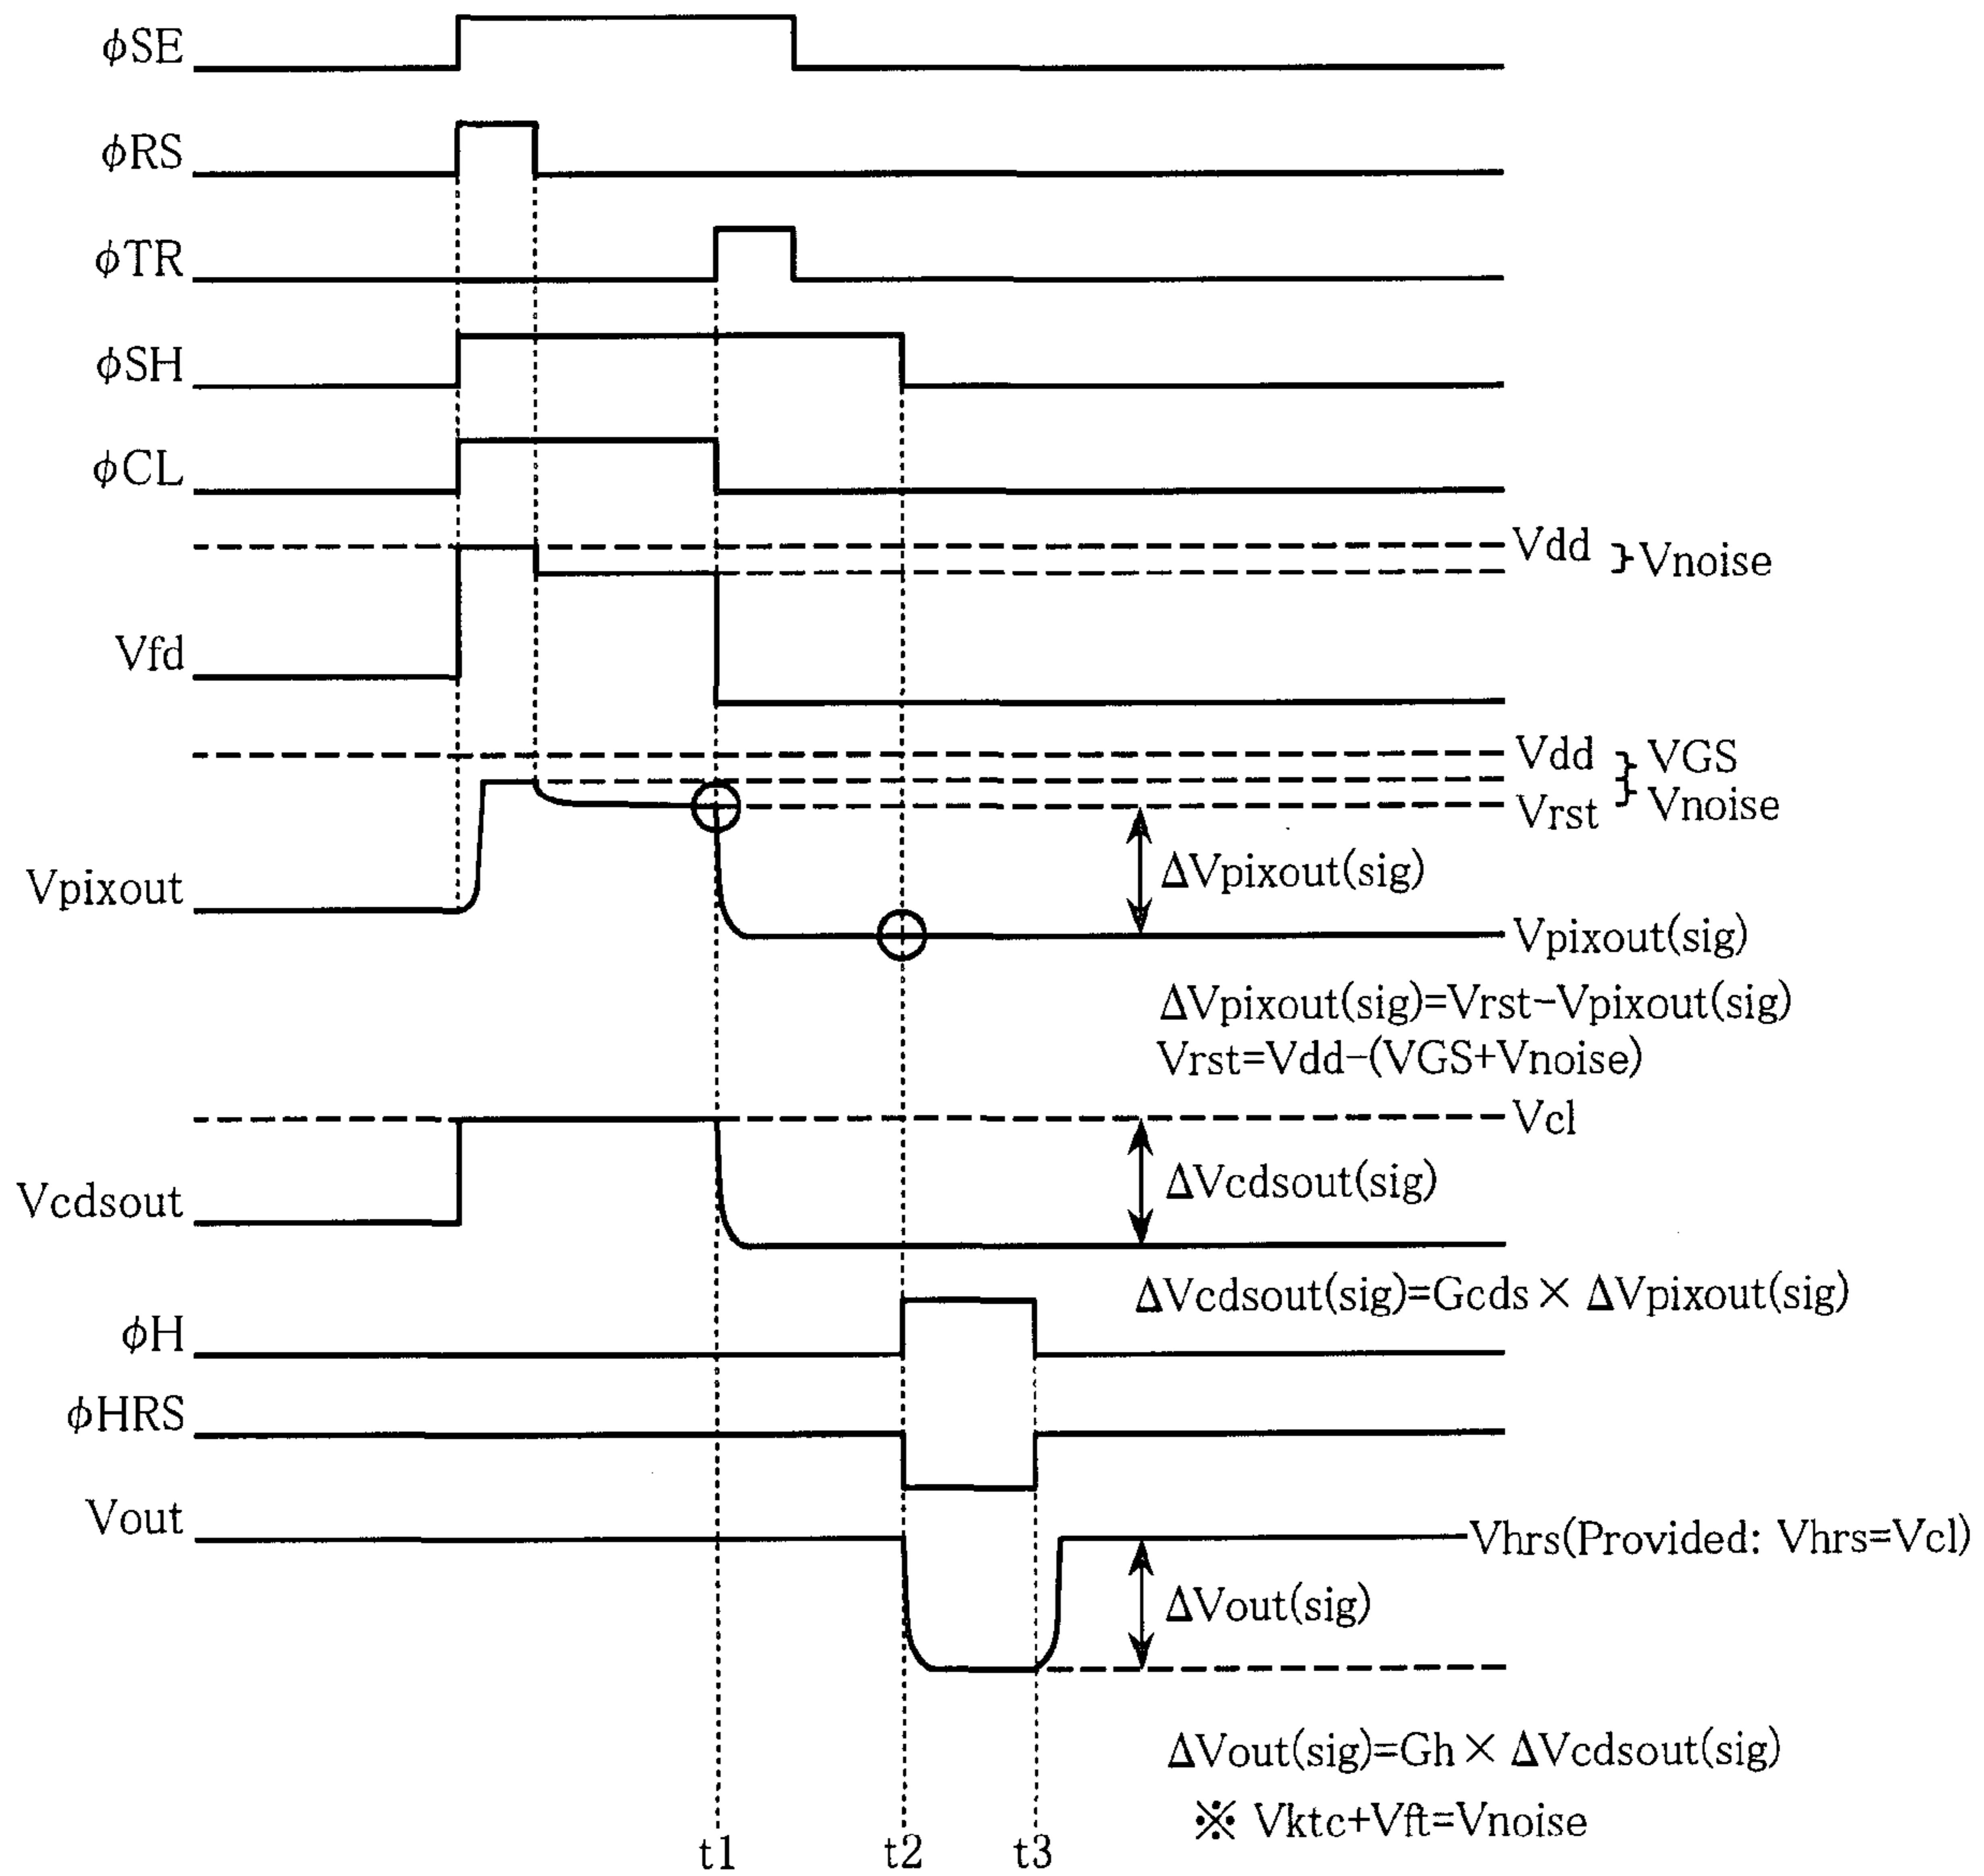 φSE
φRS
φTR
φSH
φCL
Vdd
}Vnoise
Vfd
Vdd
} VGS
Vrst
} Vnoise
ΔVpixout(sig)
Vpixout
Vpixout(sig)
ΔVpixout(sig)=Vrst-Vpixout(sig)
Vrst=Vdd-(VGS+Vnoise)
Vcl
ΔVcdsout(sig)
Vcdsout
ΔVcdsout(sig)=Gcds × ΔVpixout(sig)
φH
φHRS
Vout
Vhrs(Provided: Vhrs=Vcl)
ΔVout(sig)
ΔVout(sig)=Gh × ΔVcdsout(sig)
※ Vktc+Vft=Vnoise
t1 t2 t3